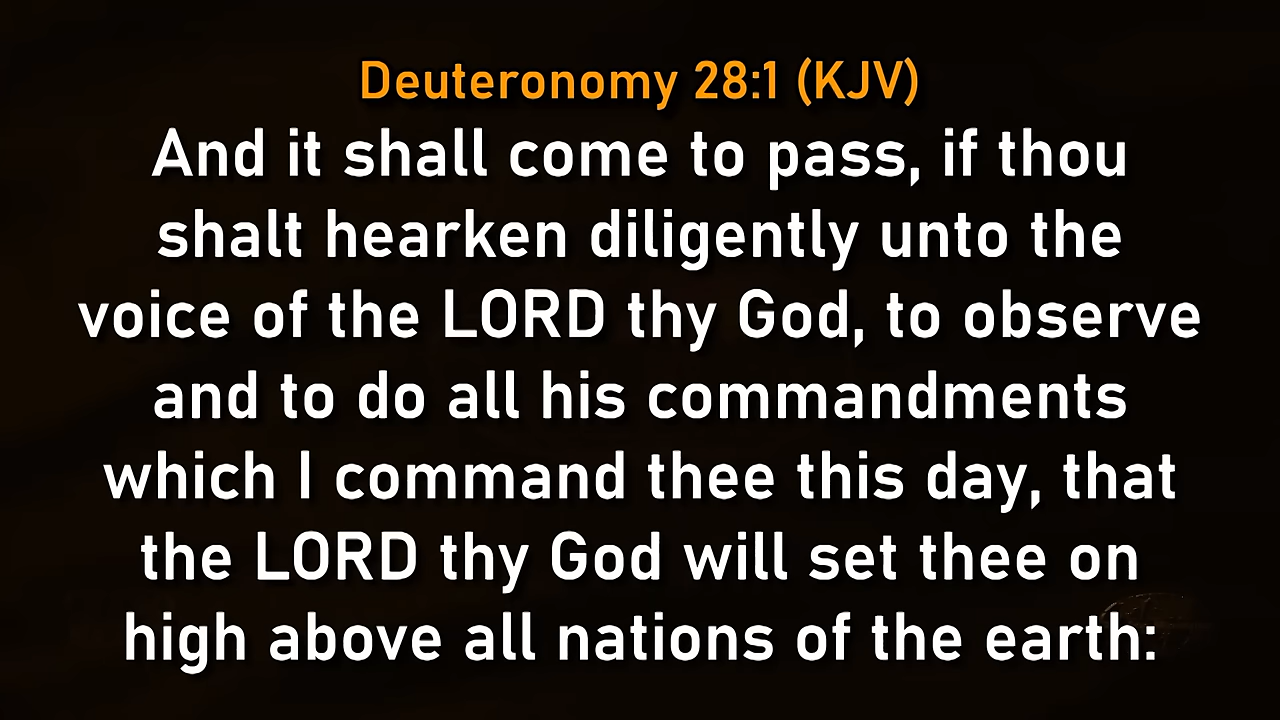 Deuteronomy 28:1 (KJV)
And it shall come to pass, if thou
shalt hearken diligently unto the
voice of the LORD thy God, to observe
and to do all his commandments
which I command thee this day, that
the LORD thy God will set thee on
high above all nations of the earth: